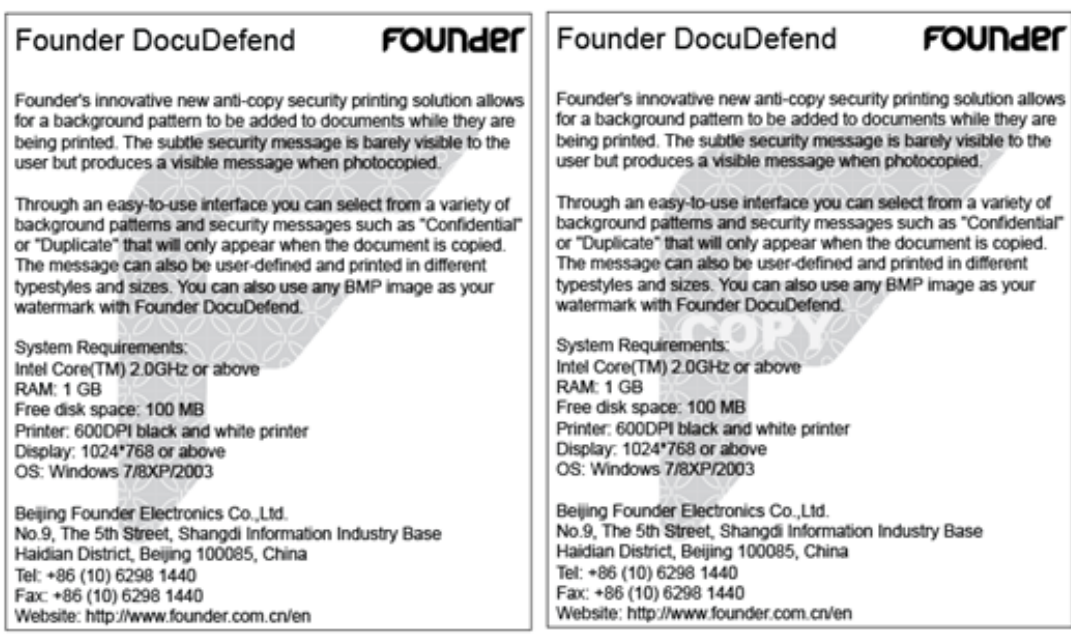 Founder DocuDefend
Founder
Founder's innovative new anti-copy security printing solution allows
for a background pattern to be added to documents while they are
being printed. The subtle security message is barely visible to the
user but produces a visible message when photocopied.
Through an easy-to-use interface you can select from a variety of
background patterns and security messages such as "Confidential"
or "Duplicate" that will only appear when the document is copied.
The message can also be user-defined and printed in different
typestyles and sizes. You can also use any BMP image as your
watermark with Founder DocuDefend.
System Requirements:
Intel Core(TM) 2.0GHz or above
RAM: 1 GB
Free disk space: 100 MB
Printer: 600DPI black and white printer
Display: 1024*768 or above
OS: Windows 7/8XP/2003
Beijing Founder Electronics Co.,Ltd.
No.9, The 5th Street, Shangdi Information Industry Base
Haidian District, Beijing 100085, China
Tel: +86 (10) 6298 1440
Fax: +86 (10) 6298 1440
Website: http://www.founder.com.cn/en
Founder DocuDefend
Founder
Founder's innovative new anti-copy security printing solution allows
for a background pattern to be added to documents while they are
being printed. The subtle security message is barely visible to the
user but produces a visible message when photocopied.
Through an easy-to-use interface you can select from a variety of
background patterns and security messages such as "Confidential"
or "Duplicate" that will only appear when the document is copied.
The message can also be user-defined and printed in different
typestyles and sizes. You can also use any BMP image as your
watermark with Founder DocuDefend.
COPY
System Requirements:
Intel Core(TM) 2.0GHz or above
RAM: 1 GB
Free disk space: 100 MB
Printer: 600DPI black and white printer
Display: 1024*768 or above
OS: Windows 7/8XP/2003
Beijing Founder Electronics Co.,Ltd.
No.9, The 5th Street, Shangdi Information Industry Base
Haidian District, Beijing 100085, China
Tel: +86 (10) 6298 1440
Fax: +86 (10) 6298 1440
Website: http://www.founder.com.cn/en